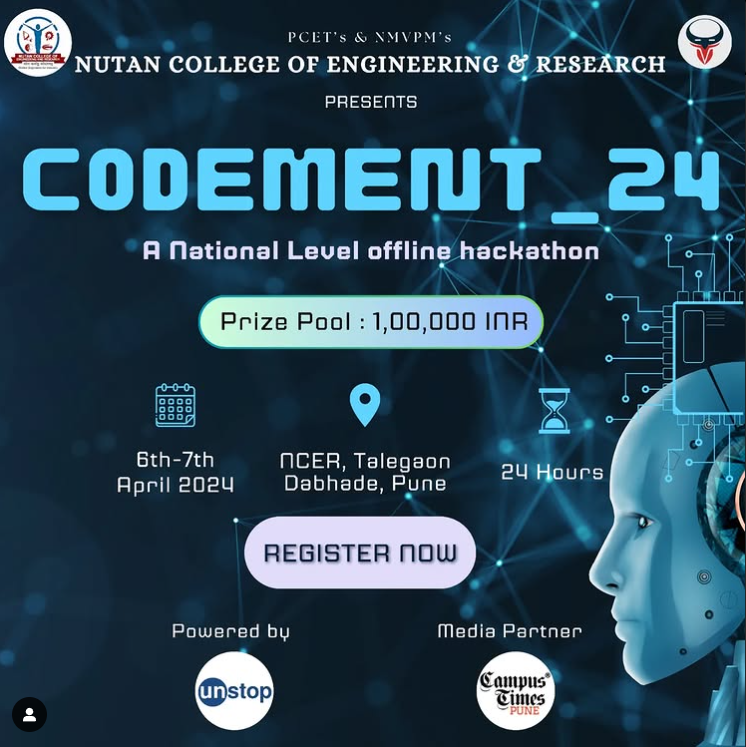 PCET's & NMVPM's
NUTAN COLLEGE OF ENGINEERING & RESEARCH
PRESENTS
CODEMENT_24
A National Level offline hackathon
Prize Pool : 1,00,000 INR
6th-7th
April 2024
NCER, Talegaon
Dabhade, Pune
24 Hours
REGISTER NOW
Powered by
unstop
Media Partner
Campus
Times
PUNE